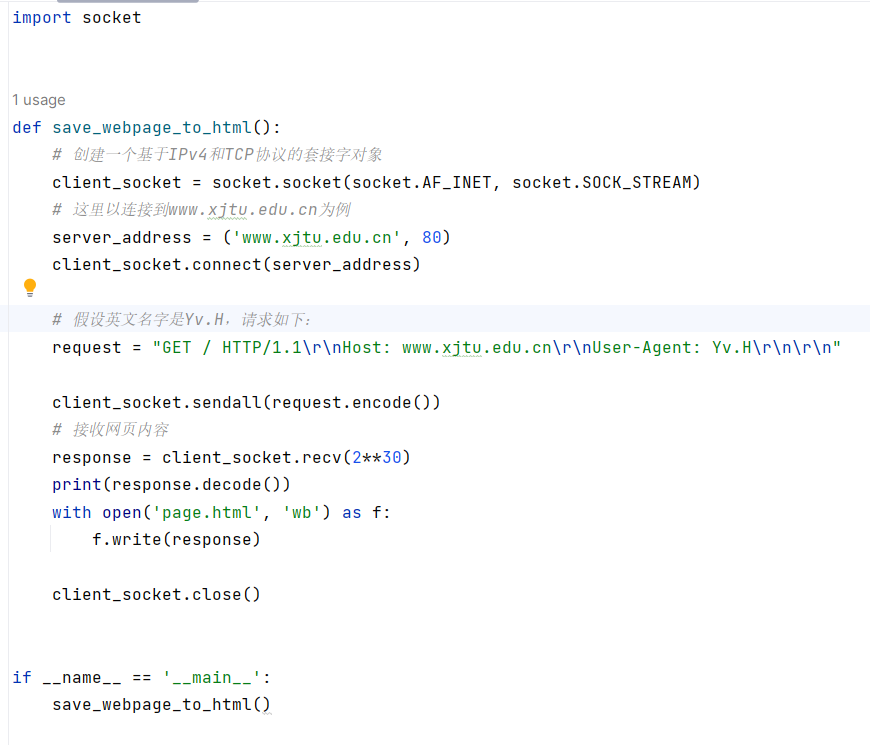 import socket
1 usage
def save_webpage_to_html():
    # 创建一个基于IPv4和TCP协议的套接字对象
    client_socket = socket.socket(socket.AF_INET, socket.SOCK_STREAM)
    # 这里以连接到www.xjtu.edu.cn为例
    server_address = ('www.xjtu.edu.cn', 80)
    client_socket.connect(server_address)
    # 假设英文名字是Yv.H，请求如下：
    request = "GET / HTTP/1.1\r\nHost: www.xjtu.edu.cn\r\nUser-Agent: Yv.H\r\n\r\n"
    client_socket.sendall(request.encode())
    # 接收网页内容
    response = client_socket.recv(2**30)
    print(response.decode())
    with open('page.html', 'wb') as f:
        f.write(response)
    client_socket.close()
if __name__ == '__main__':
    save_webpage_to_html()